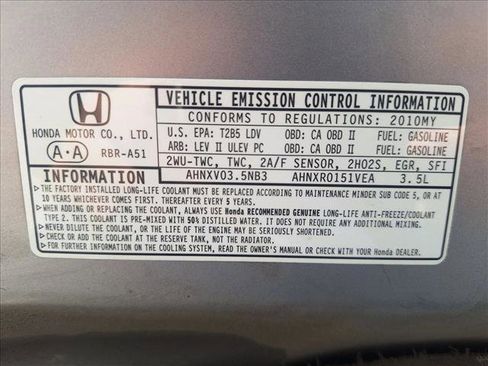 VEHICLE EMISSION CONTROL INFORMATION
CONFORMS TO REGULATIONS: 2010MY
HONDA MOTOR CO., LTD.
U.S. EPA: T2B5 LDV OBD: CA OBD II FUEL: GASOLINE
A·A RBR-A51
ARB: LEV II ULEV PC OBD: CA OBD II FUEL: GASOLINE
2WU-TWC, TWC, 2A/F SENSOR, 2HO2S, EGR, SFI
INFORMATION
AHNXV03.5NB3 AHNXR0151VEA 3.5L
▶THE FACTORY INSTALLED LONG-LIFE COOLANT MUST BE REPLACED ACCORDING TO MAINTENANCE MINDER SUB CODE 5, OR AT
10 YEARS WHICHEVER COMES FIRST. THEREAFTER EVERY 5 YEARS.
▶WHEN ADDING OR REPLACING THE COOLANT, ALWAYS USE Honda RECOMMENDED GENUINE LONG-LIFE ANTI-FREEZE/COOLANT
TYPE 2. THIS COOLANT IS PRE-MIXED WITH 50% DISTILLED WATER. IT DOES NOT REQUIRE ANY ADDITIONAL MIXING.
▶NEVER DILUTE THE COOLANT, OR THE LIFE OF THE ENGINE MAY BE SERIOUSLY SHORTENED.
▶CHECK OR ADD AT THE RESERVE TANK, NOT THE RADIATOR.
▶FOR FURTHER INFORMATION ON THE COOLING SYSTEM, READ THE OWNER'S MANUAL OR CHECK WITH YOUR Honda DEALER.